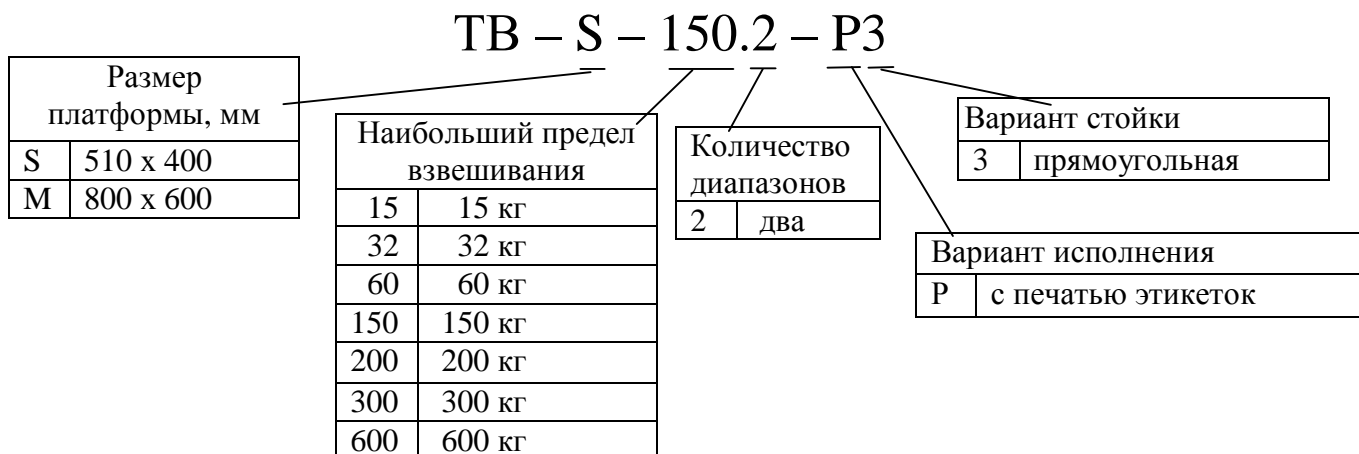 ТВ – S – 150.2 – P3
Размер
платформы, мм
S 510 х 400
M 800 х 600
Наибольший предел
взвешивания
15 15 кг
32 32 кг
60 60 кг
150 150 кг
200 200 кг
300 300 кг
600 600 кг
Количество
диапазонов
2 два
Вариант стойки
3 прямоугольная
Вариант исполнения
P с печатью этикеток